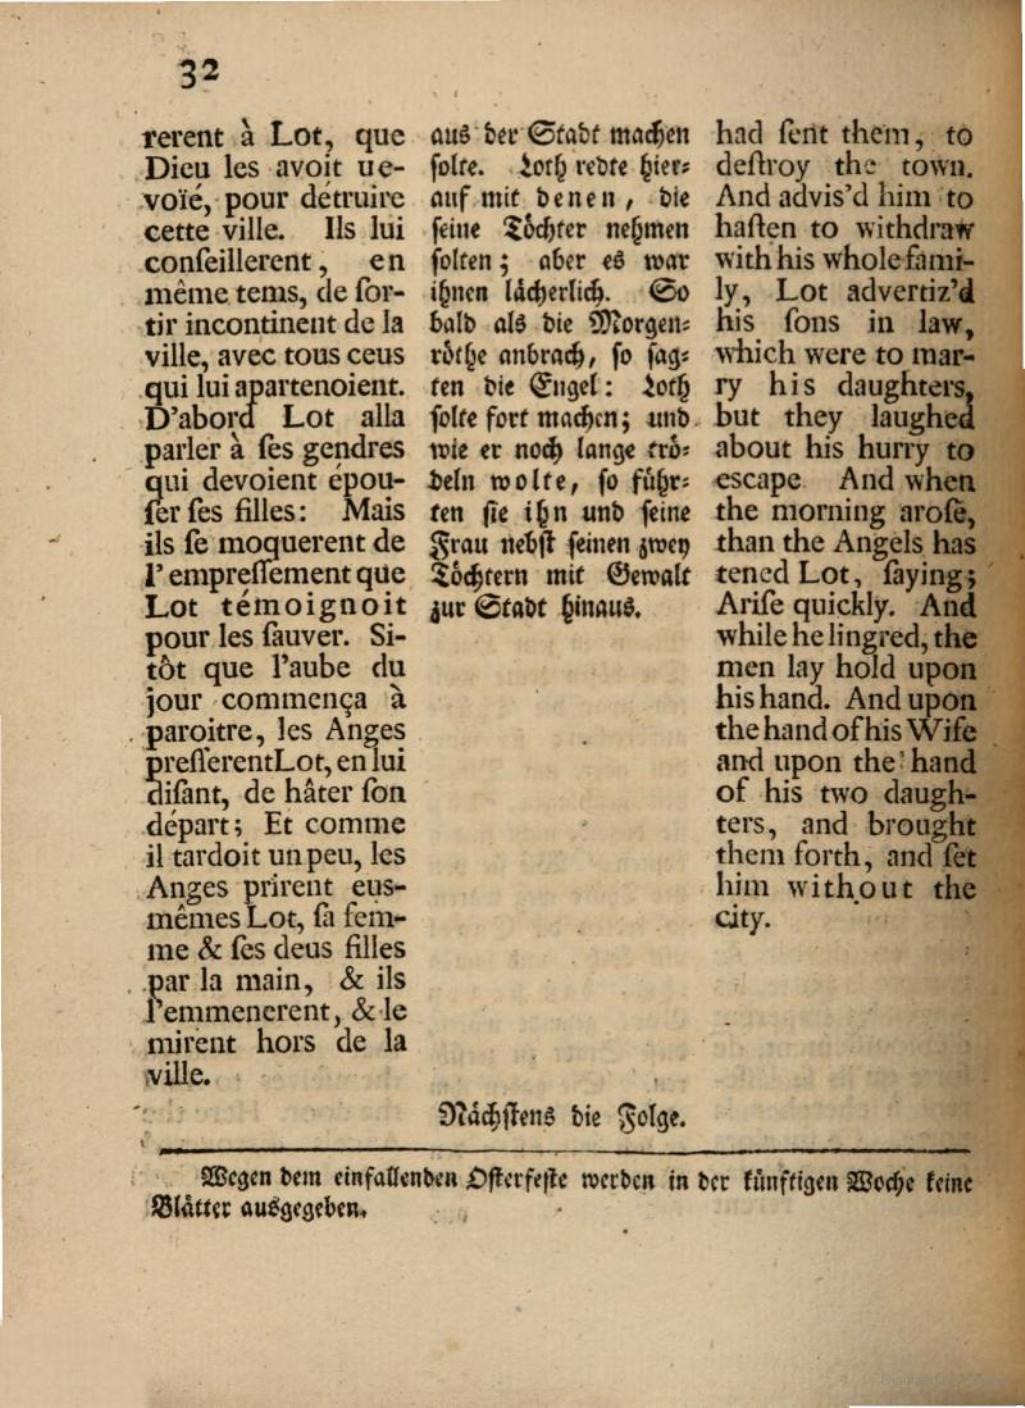 32
rerent à Lot, que
Dieu les avoit ue-
voïé, pour détruire
cette ville. Ils lui
conſeillerent, en
même tems, de ſor-
tir incontinent de la
ville, avec tous ceus
qui lui apartenoient.
D'abord Lot alla
parler à ſes gendres
qui devoient épou-
ſer ſes filles: Mais
ils ſe moquerent de
l' empreſſement que
Lot témoignoit
pour les ſauver. Si-
tôt que l'aube du
jour commença à
paroitre, les Anges
preſſerent Lot, en lui
diſant, de hâter ſon
départ; Et comme
il tardoit un peu, les
Anges prirent eus-
mêmes Lot, ſa fem-
me & ſes deus filles
par la main, & ils
l'emmenerent, & le
mirent hors de la
ville.
aus der Stadt machen
ſolte. Loth redte hier-
auf mit denen, die
ſeine Töchter nehmen
ſolten; aber es war
ihnen lächerlich. So
bald als die Morgen-
röthe anbrach, ſo ſag-
ten die Engel: Loth
ſolte fort machen; und
wie er noch lange trö-
deln wolte, ſo führ-
ten ſie ihn und ſeine
Frau nebſt ſeinen zwey
Töchtern mit Gewalt
zur Stadt hinaus.
had ſent them, to
deſtroy the town.
And advis'd him to
haſten to withdraw
with his whole fami-
ly, Lot advertiz'd
his ſons in law,
which were to mar-
ry his daughters,
but they laughed
about his hurry to
escape And when
the morning aroſe,
than the Angels has
tened Lot, ſaying;
Ariſe quickly. And
while he lingred, the
men lay hold upon
his hand. And upon
the hand of his Wife
and upon the hand
of his two daugh-
ters, and brought
them forth, and ſet
him without the
city.
Nächſtens die Folge.
Wegen dem einfallenden Oſterfeſte werden in der künftigen Woche keine
Blätter ausgegeben.